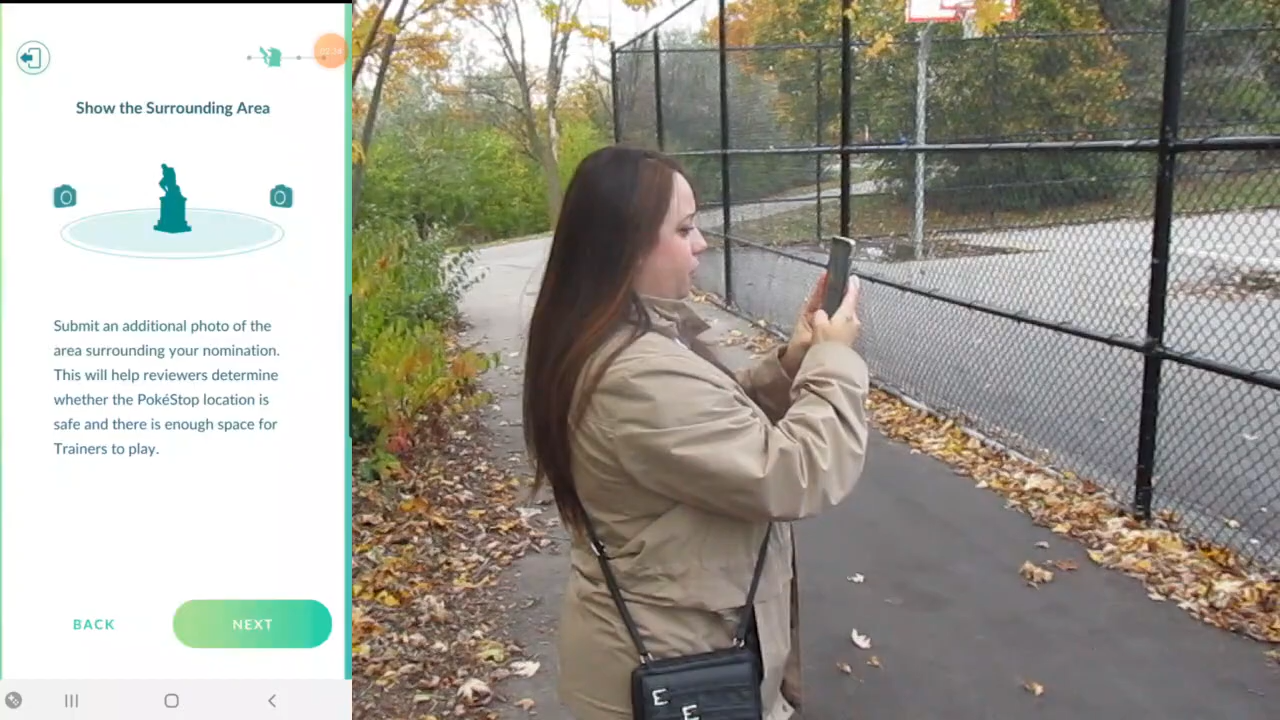 Show the Surrounding Area
Submit an additional photo of the
area surrounding your nomination.
This will help reviewers determine
whether the PokéStop location is
safe and there is enough space for
Trainers to play.
BACK
NEXT